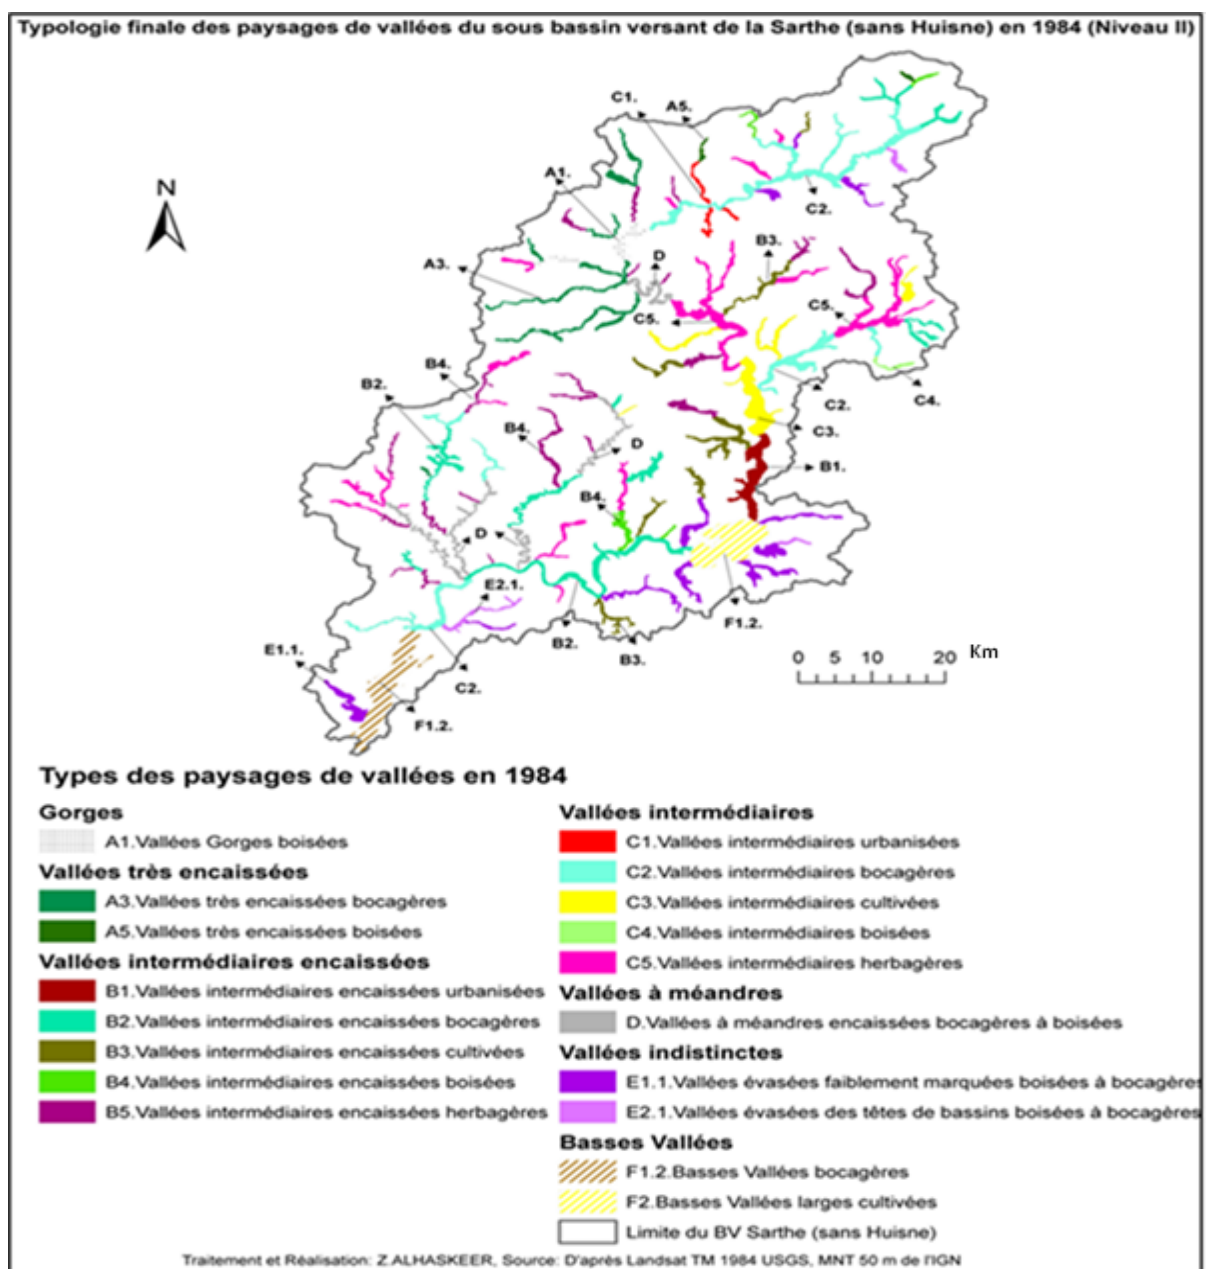 Typologie finale des paysages de vallées du sous bassin versant de la Sarthe (sans Huisne) en 1984 (Niveau II)
C1.
A5.
A1.
N
C2.
B3.
D
A3.
C5.
C5.
B4.
B2.
C2.
C4.
B4.
D
C3.
B1.
B4.
D
E2.1.
F1.2.
B2.
E1.1.
B3.
Km
0 5 10 20
C2.
F1.2.
Types des paysages de vallées en 1984
Gorges
A1.Vallées Gorges boisées
Vallées très encaissées
A3.Vallées très encaissées bocagères
A5.Vallées très encaissées boisées
Vallées intermédiaires encaissées
B1.Vallées intermédiaires encaissées urbanisées
B2.Vallées intermédiaires encaissées bocagères
B3.Vallées intermédiaires encaissées cultivées
B4.Vallées intermédiaires encaissées boisées
B5.Vallées intermédiaires encaissées herbagères
Vallées intermédiaires
C1.Vallées intermédiaires urbanisées
C2.Vallées intermédiaires bocagères
C3.Vallées intermédiaires cultivées
C4.Vallées intermédiaires boisées
C5.Vallées intermédiaires herbagères
Vallées à méandres
D.Vallées à méandres encaissées bocagères à boisées
Vallées indistinctes
E1.1.Vallées évasées faiblement marquées boisées à bocagères
E2.1.Vallées évasées des têtes de bassins boisées à bocagères
Basses Vallées
F1.2.Basses Vallées bocagères
F2.Basses Vallées larges cultivées
Limite du BV Sarthe (sans Huisne)
Traitement et Réalisation: Z.ALHASKEER, Source: D'après Landsat TM 1984 USGS, MNT 50 m de l'IGN